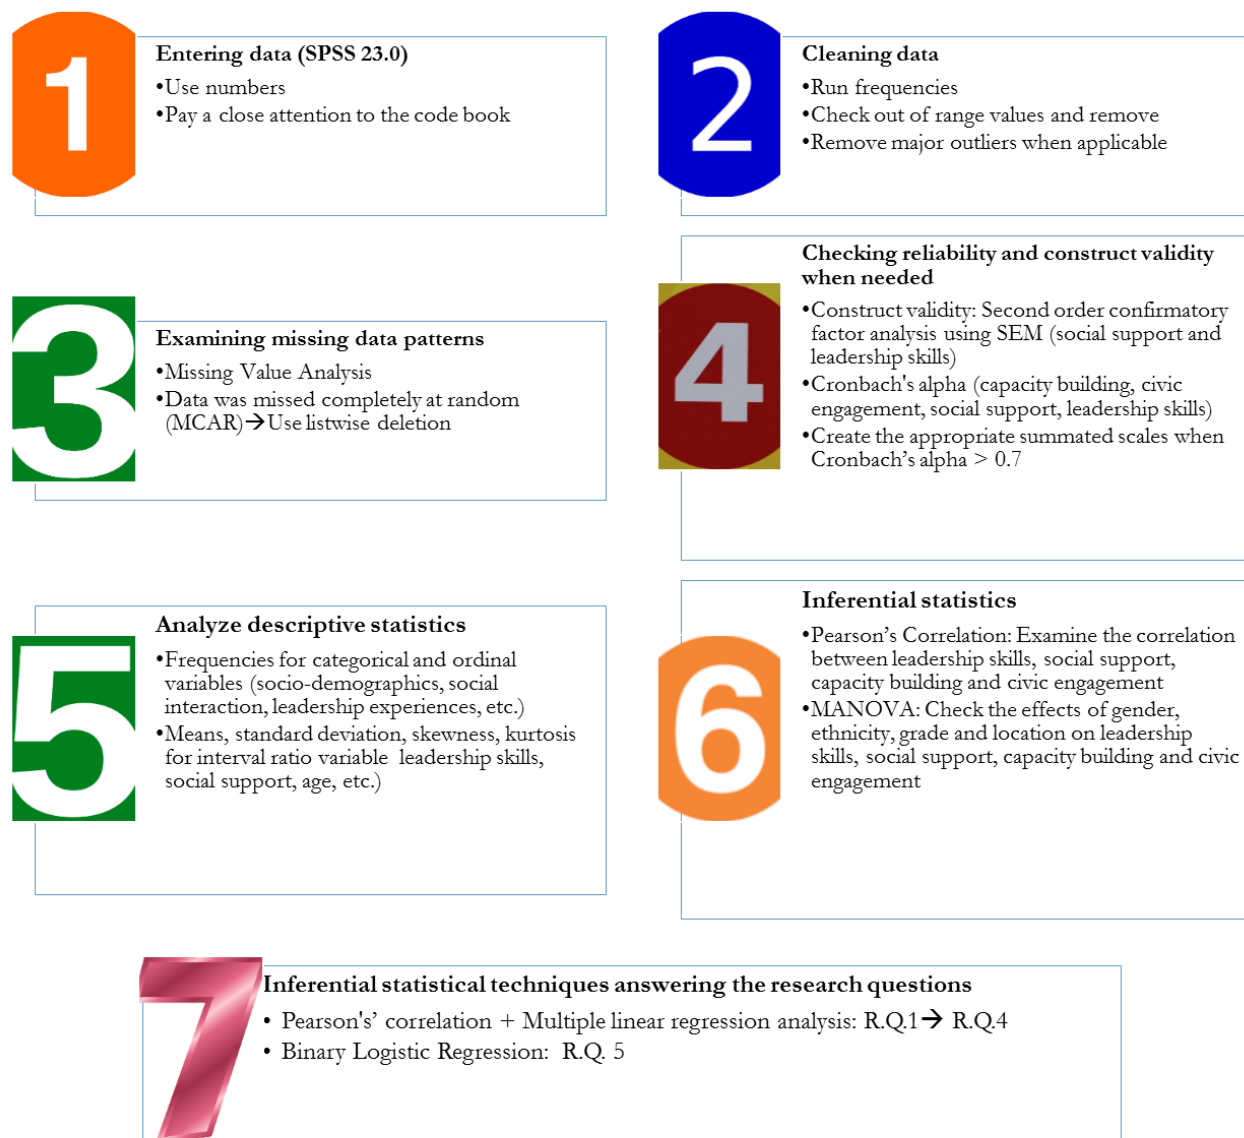 1
Entering data (SPSS 23.0)
•Use numbers
•Pay a close attention to the code book
2
Cleaning data
•Run frequencies
•Check out of range values and remove
•Remove major outliers when applicable
3
Examining missing data patterns
•Missing Value Analysis
•Data was missed completely at random
(MCAR)→Use listwise deletion
4
Checking reliability and construct validity
when needed
•Construct validity: Second order confirmatory
factor analysis using SEM (social support and
leadership skills)
•Cronbach's alpha (capacity building, civic
engagement, social support, leadership skills)
•Create the appropriate summated scales when
Cronbach’s alpha > 0.7
5
Analyze descriptive statistics
•Frequencies for categorical and ordinal
variables (socio-demographics, social
interaction, leadership experiences, etc.)
•Means, standard deviation, skewness, kurtosis
for interval ratio variable leadership skills,
social support, age, etc.)
6
Inferential statistics
•Pearson’s Correlation: Examine the correlation
between leadership skills, social support,
capacity building and civic engagement
•MANOVA: Check the effects of gender,
ethnicity, grade and location on leadership
skills, social support, capacity building and civic
engagement
7
Inferential statistical techniques answering the research questions
• Pearson's’ correlation + Multiple linear regression analysis: R.Q.1→ R.Q.4
• Binary Logistic Regression: R.Q. 5